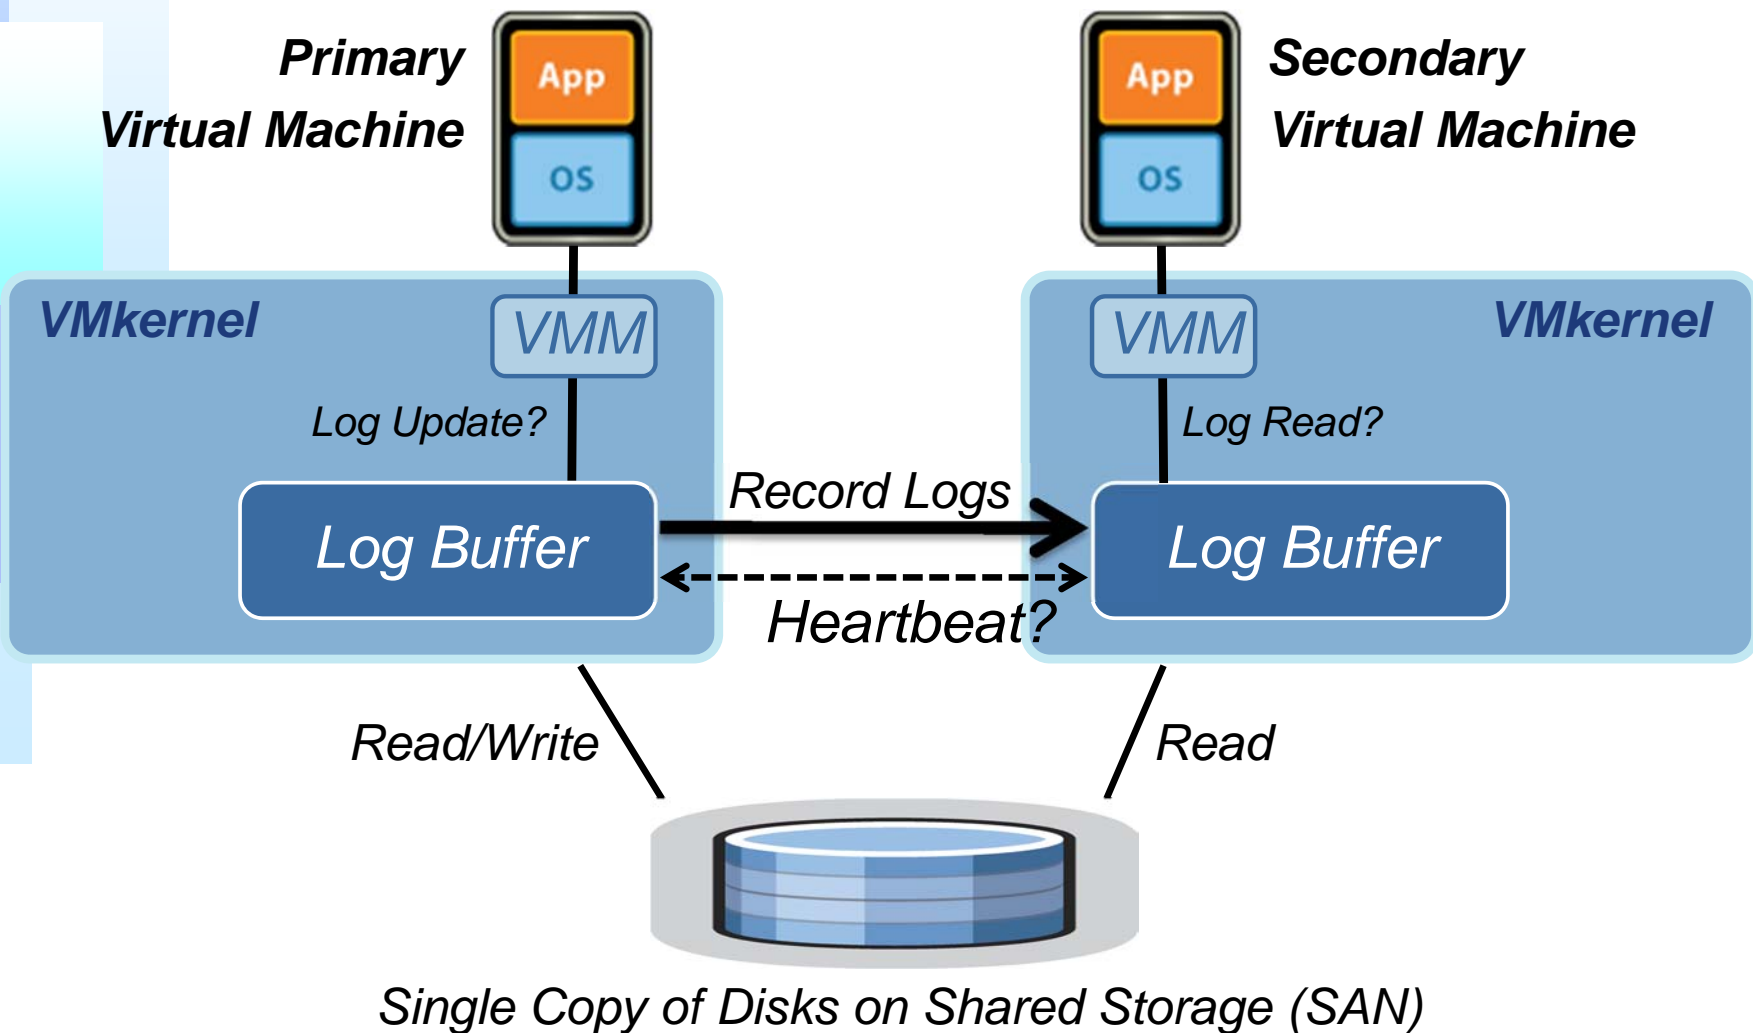 Primary
Virtual Machine
App
OS
App
OS
Secondary
Virtual Machine
VMkernel
VMM
Log Update?
Log Buffer
Record Logs
Heartbeat?
VMM
VMkernel
Log Read?
Log Buffer
Read/Write
Read
Single Copy of Disks on Shared Storage (SAN)